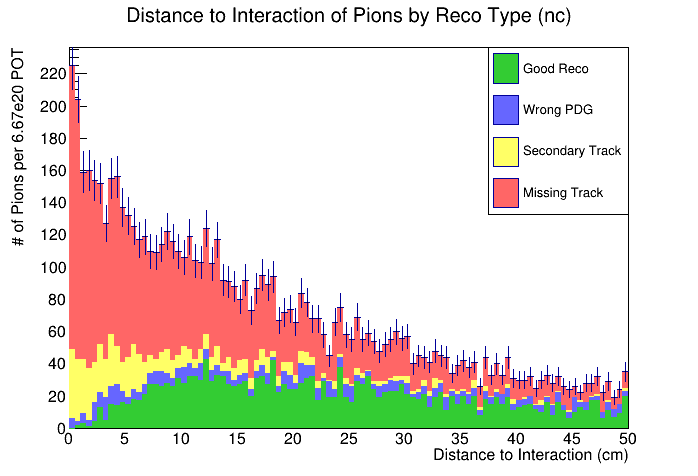 Distance to Interaction of Pions by Reco Type (nc)
# of Pions per 6.67e20 POT
220
200
180
160
140
120
100
80
60
40
20
0
Good Reco
Wrong PDG
Secondary Track
Missing Track
0 5 10 15 20 25 30 35 40 45 50
Distance to Interaction (cm)